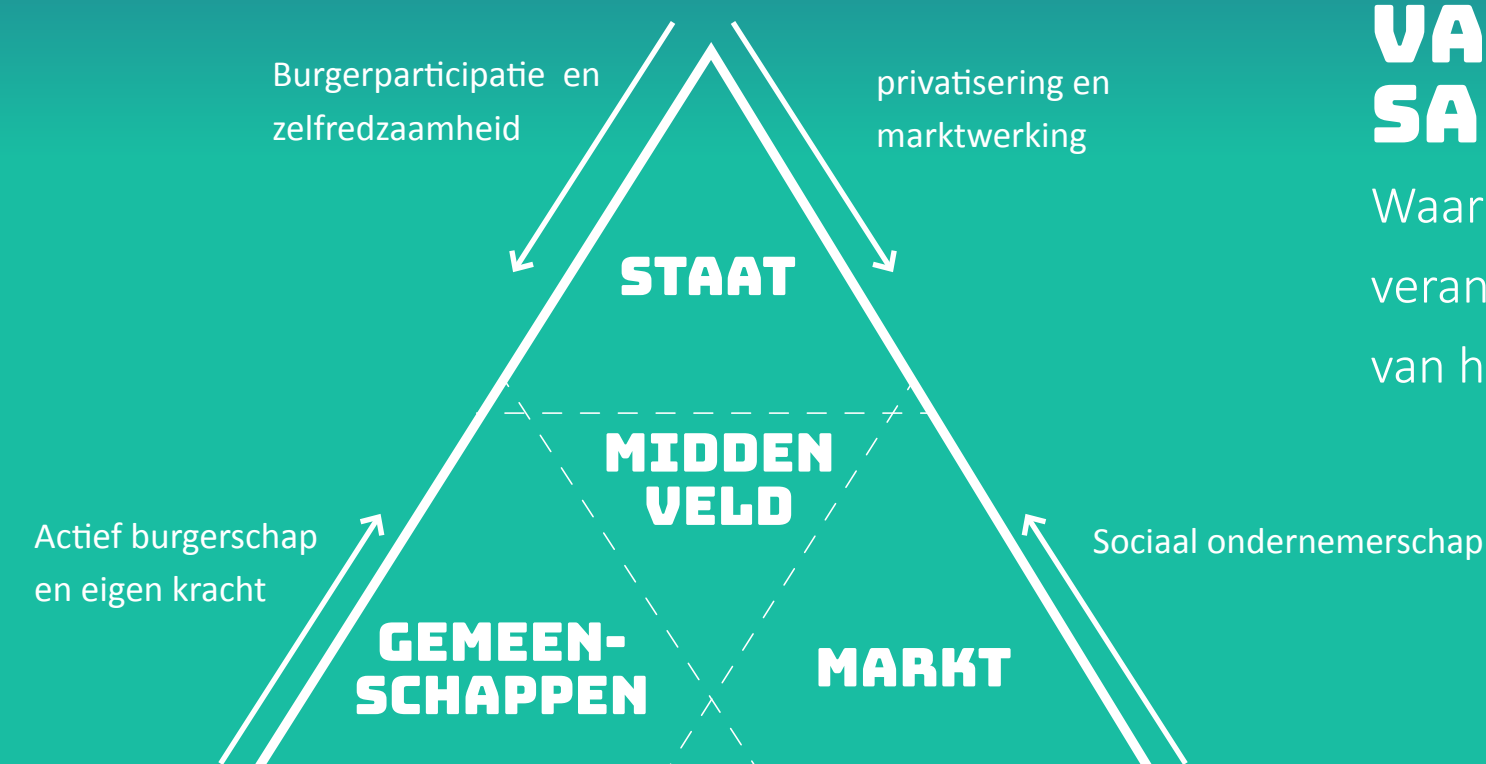 Burgerparticipatie en
zelfredzaamheid
privatisering en
marktwerking
VA
SA
Waar
veran
van h
STAAT
MIDDEN
VELD
Actief burgerschap
en eigen kracht
Sociaal ondernemerschap
GEMEEN-
SCHAPPEN
MARKT